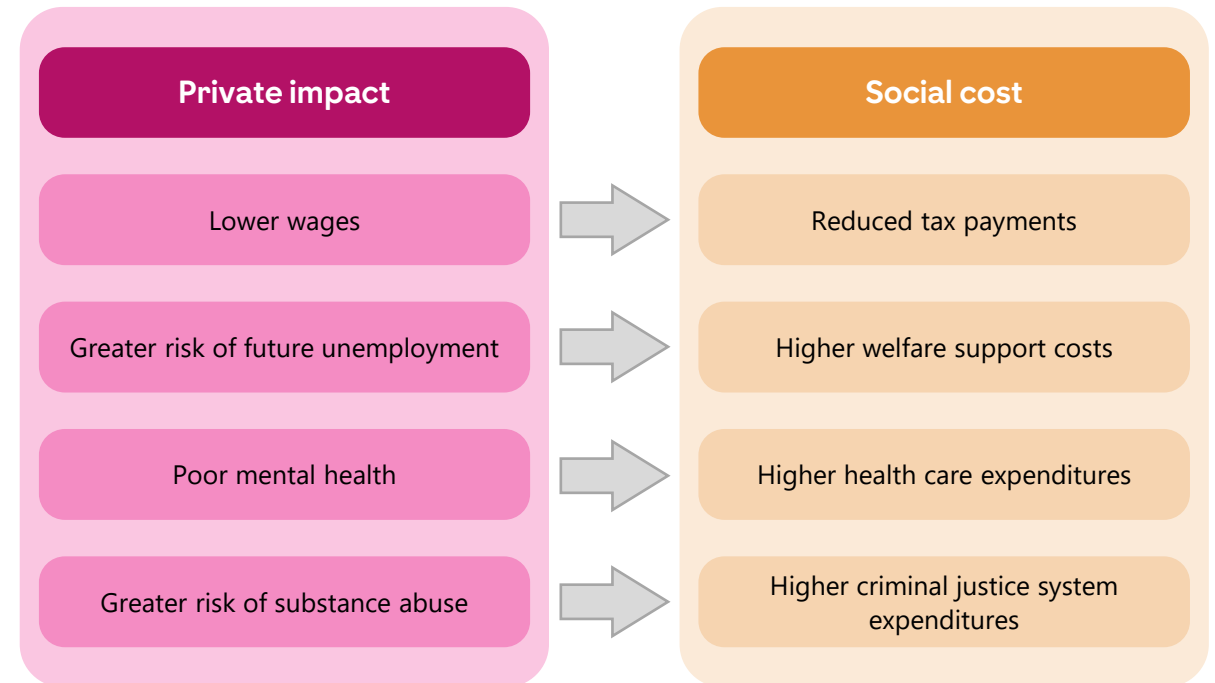 Private impact
Social cost
Lower wages
Reduced tax payments
Greater risk of future unemployment
Higher welfare support costs
Poor mental health
Higher health care expenditures
Greater risk of substance abuse
Higher criminal justice system
expenditures